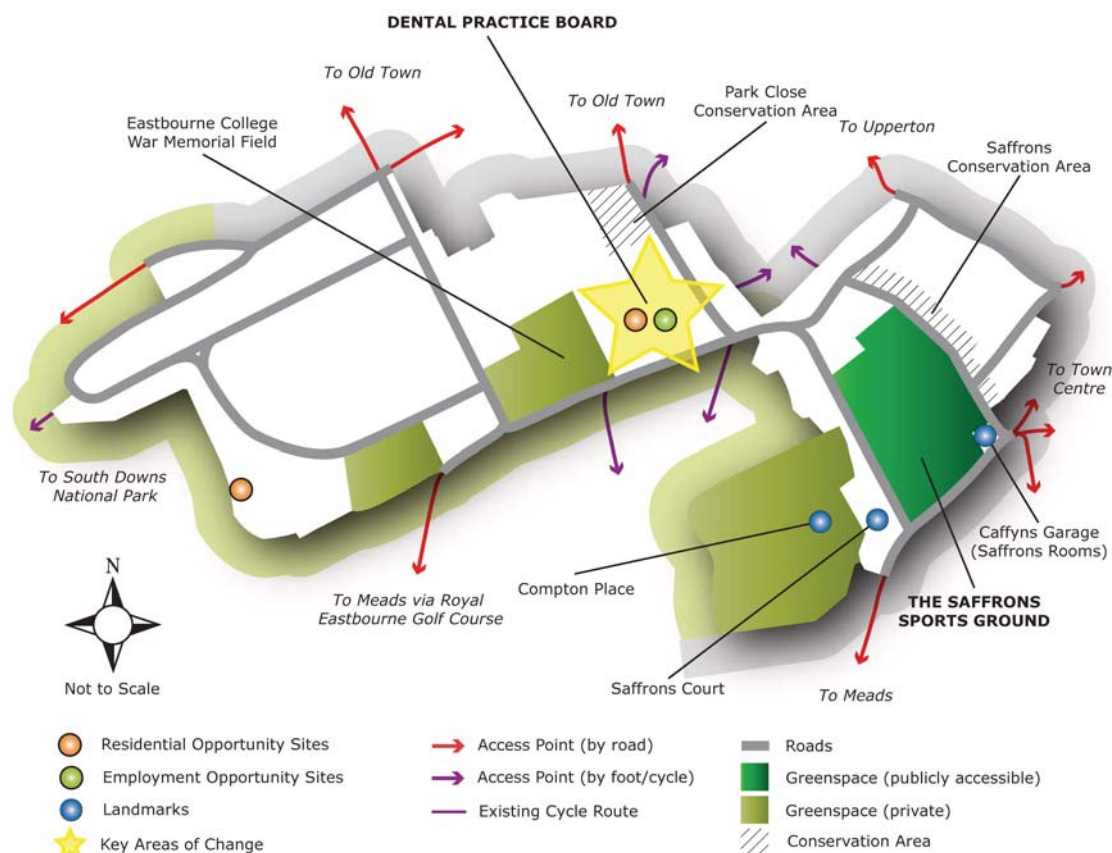 DENTAL PRACTICE BOARD
To Old Town
To Old Town
Park Close
Conservation Area
Eastbourne College
War Memorial Field
To Upperton
Saffrons
Conservation Area
To Town
Centre
To South Downs
National Park
Caffyns Garage
(Saffrons Rooms)
Compton Place
N
To Meads via Royal
Eastbourne Golf Course
THE SAFFRONS
SPORTS GROUND
Not to Scale
Saffrons Court
To Meads
Residential Opportunity Sites
Employment Opportunity Sites
Landmarks
Key Areas of Change
Access Point (by road)
Access Point (by foot/cycle)
Existing Cycle Route
Roads
Greenspace (publicly accessible)
Greenspace (private)
Conservation Area